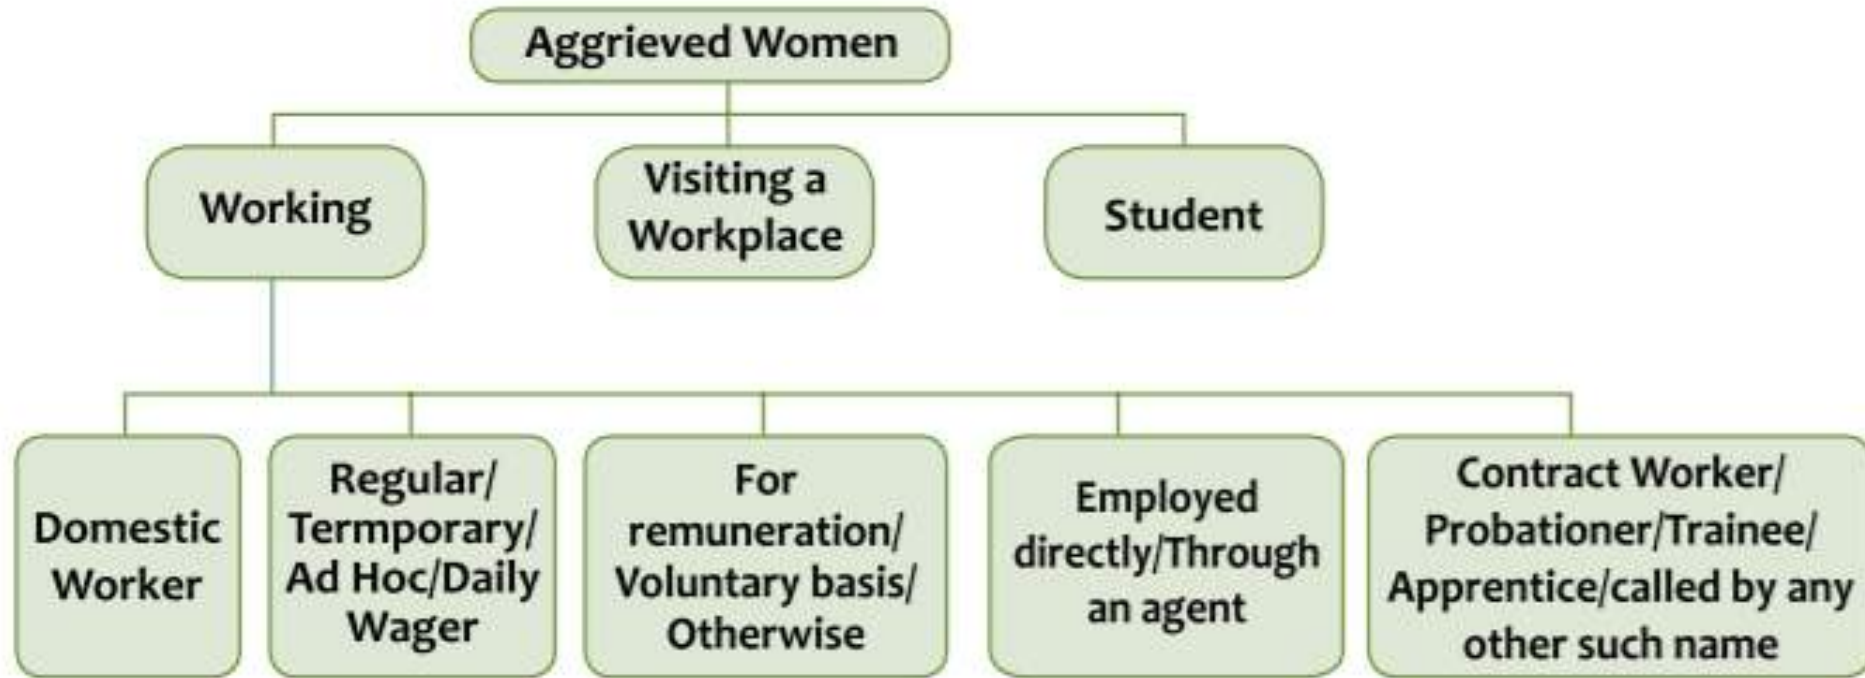 Aggrieved Women
Working
Visiting a
Workplace
Student
Domestic
Worker
Regular/
Termporary/
Ad Hoc/Daily
Wager
For
remuneration/
Voluntary basis/
Otherwise
Employed
directly/Through
an agent
Contract Worker/
Probationer/Trainee/
Apprentice/called by any
other such name